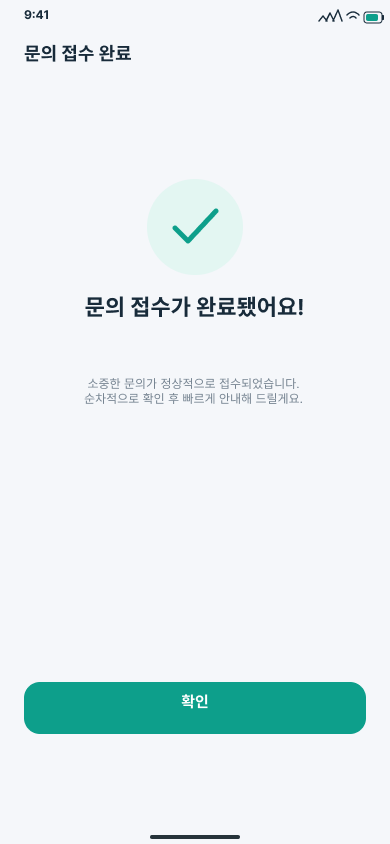 9:41
문의 접수 완료
문의 접수가 완료됐어요!
소중한 문의가 정상적으로 접수되었습니다.
순차적으로 확인 후 빠르게 안내해 드릴게요.
확인